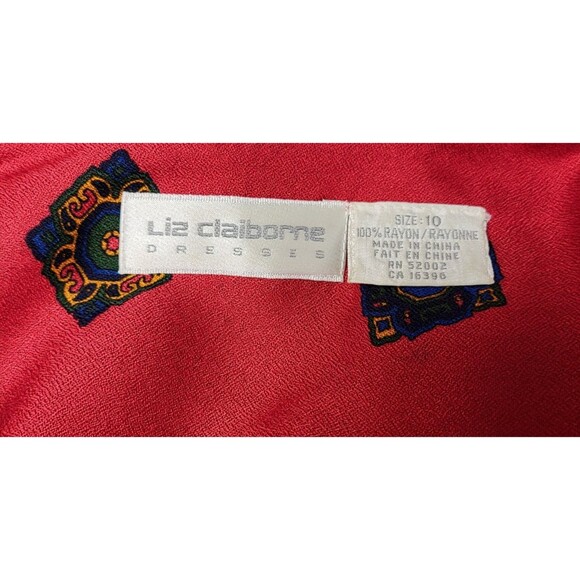 Liz claiborne
DRESSES
SIZE: 10
100% RAYON/RAYONNE
MADE IN CHINA
FAIT EN CHINE
RN 52002
CA 16396